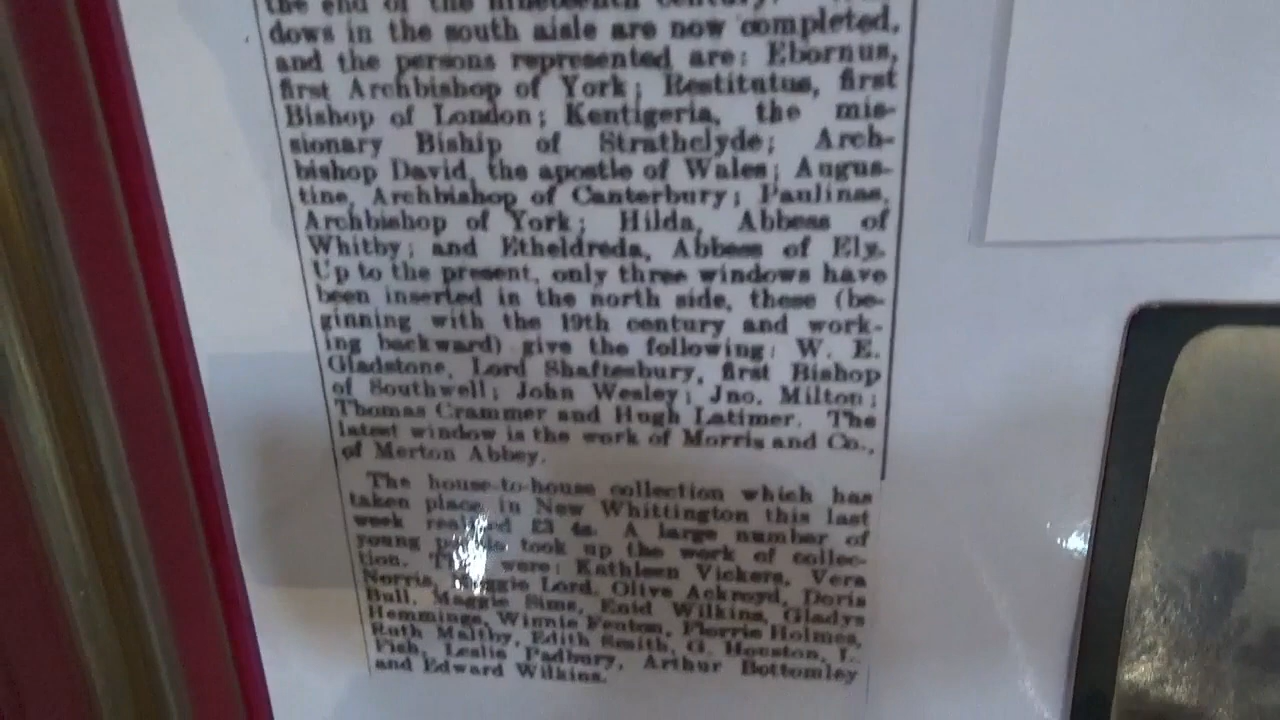 the end of the nineteenth century.
dows in the south aisle are now completed,
and the persons represented are: Ebornus,
first Archbishop of York; Restitutus, first
Bishop of London; Kentigeria, the mis-
sionary Biship of Strathclyde; Arch-
bishop David, the apostle of Wales; Augus-
tine, Archbishop of Canterbury; Paulinas,
Archbishop of York; Hilda, Abbess of
Whitby; and Etheldreda, Abbess of Ely.
Up to the present, only three windows have
been inserted in the north side, these (be-
ginning with the 19th century and work-
ing backward) give the following: W. E.
Gladstone, Lord Shaftesbury, first Bishop
of Southwell; John Wesley; Jno. Milton;
Thomas Crammer and Hugh Latimer. The
latest window is the work of Morris and Co.,
of Merton Abbey.
The house-to-house collection which has
taken place in New Whittington this last
week £3 4s. A large number of
young took up the work of collec-
tion. were: Kathleen Vickers, Vera
Norris, Lord, Olive Ackroyd, Doris
Bull, Maggie Sims, Enid Wilkins, Gladys
Hemmings, Winnie Fenton, Florrie Holmes,
Ruth Maltby, Edith Smith, G. Houston, L.
Fish, Leslie Padbury, Arthur Bottomley
and Edward Wilkins.